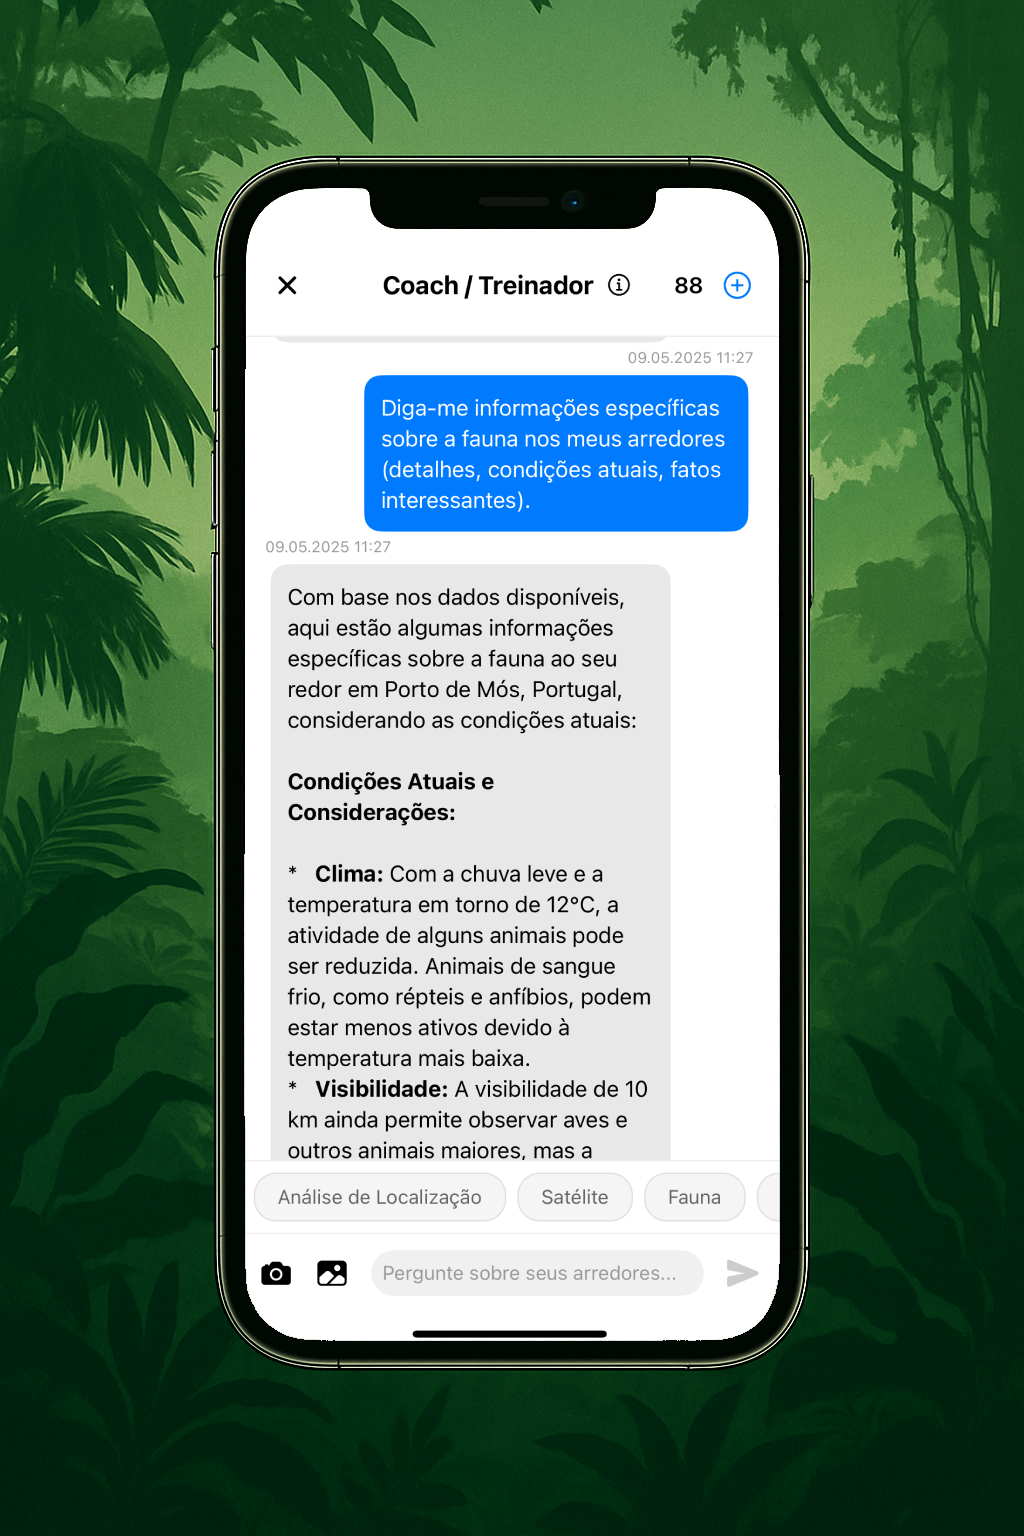 Coach / Treinador
88
09.05.2025 11:27
Diga-me informações específicas
sobre a fauna nos meus arredores
(detalhes, condições atuais, fatos
interessantes).
09.05.2025 11:27
Com base nos dados disponíveis,
aqui estão algumas informações
específicas sobre a fauna ao seu
redor em Porto de Mós, Portugal,
considerando as condições atuais:
Condições Atuais e
Considerações:
* Clima: Com a chuva leve e a
temperatura em torno de 12°C, a
atividade de alguns animais pode
ser reduzida. Animais de sangue
frio, como répteis e anfíbios, podem
estar menos ativos devido à
temperatura mais baixa.
* Visibilidade: A visibilidade de 10
km ainda permite observar aves e
outros animais maiores, mas a
Análise de Localização
Satélite
Fauna
Pergunte sobre seus arredores...